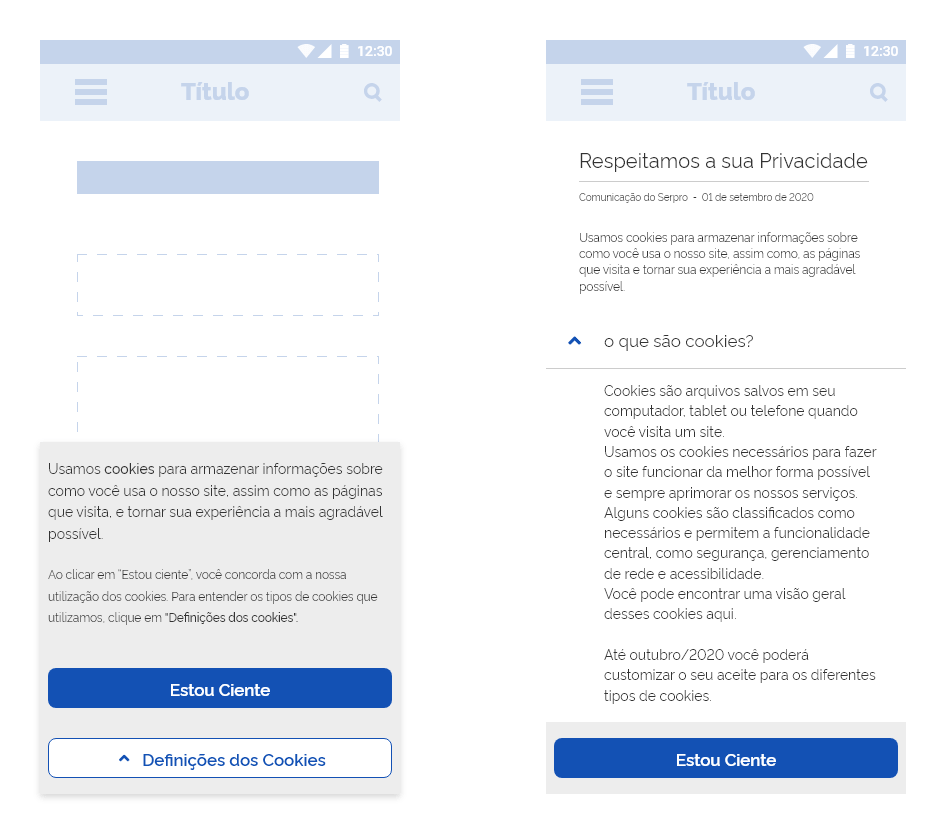 12:30
Título
Usamos cookies para armazenar informações sobre
como você usa o nosso site, assim como as páginas
que visita, e tornar sua experiência a mais agradável
possível.
Ao clicar em "Estou ciente", você concorda com a nossa
utilização dos cookies. Para entender os tipos de cookies que
utilizamos, clique em "Definições dos cookies".
Estou Ciente
Definições dos Cookies
12:30
Título
Respeitamos a sua Privacidade
Comunicação do Serpro - 01 de setembro de 2020
Usamos cookies para armazenar informações sobre
como você usa o nosso site, assim como, as páginas
que visita e tornar sua experiência a mais agradável
possível.
o que são cookies?
Cookies são arquivos salvos em seu
computador, tablet ou telefone quando
você visita um site.
Usamos os cookies necessários para fazer
o site funcionar da melhor forma possível
e sempre aprimorar os nossos serviços.
Alguns cookies são classificados como
necessários e permitem a funcionalidade
central, como segurança, gerenciamento
de rede e acessibilidade.
Você pode encontrar uma visão geral
desses cookies aqui.
Até outubro/2020 você poderá
customizar o seu aceite para os diferentes
tipos de cookies.
Estou Ciente